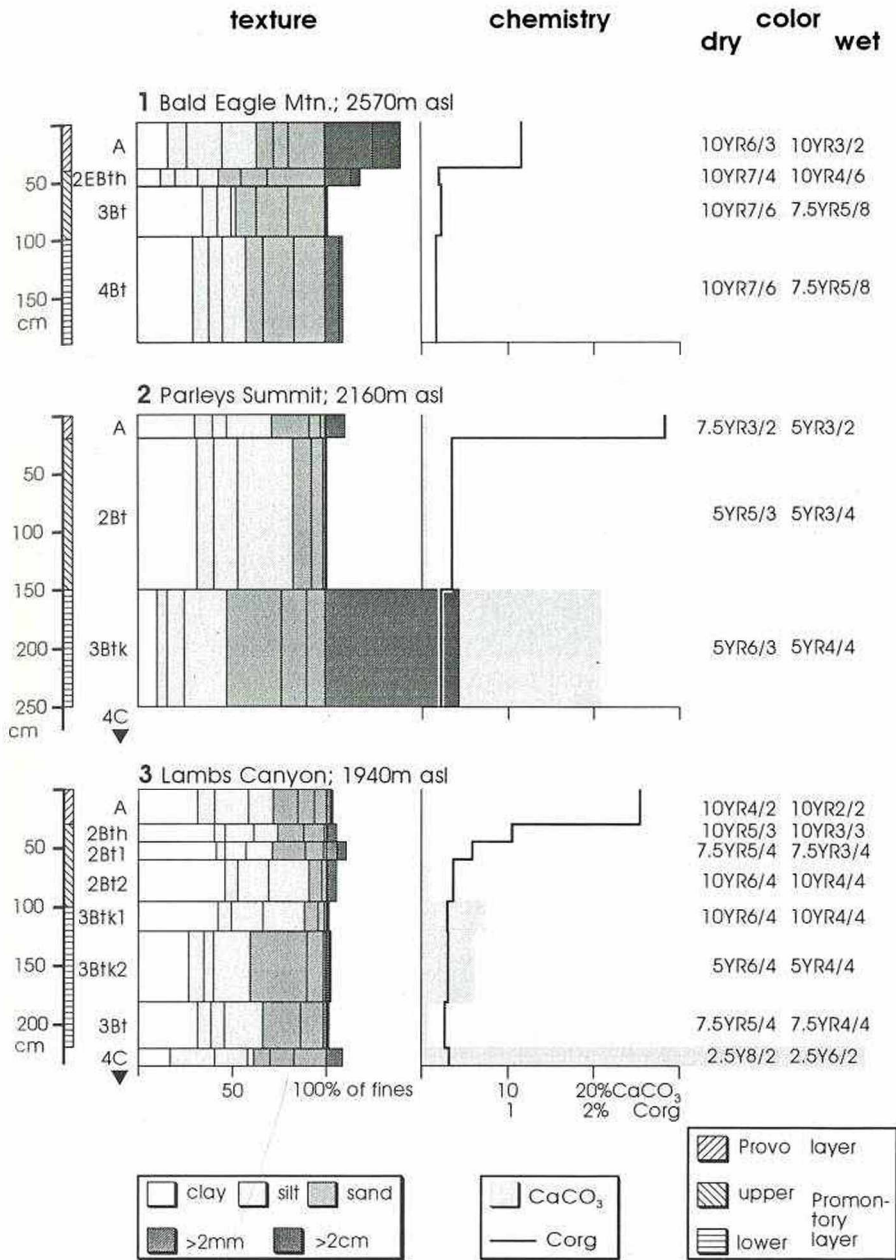 texture chemistry color
dry wet
1 Bald Eagle Mtn.; 2570m asl
A 10YR6/3 10YR3/2
50 2EBth 10YR7/4 10YR4/6
3Bt 10YR7/6 7.5YR5/8
100
4Bt 10YR7/6 7.5YR5/8
150
cm
2 Parleys Summit; 2160m asl
A 7.5YR3/2 5YR3/2
50
2Bt 5YR5/3 5YR3/4
100
150
200 3Btk 5YR6/3 5YR4/4
250 4C
cm
3 Lambs Canyon; 1940m asl
A 10YR4/2 10YR2/2
2Bth 10YR5/3 10YR3/3
50 2Bt1 7.5YR5/4 7.5YR3/4
2Bt2 10YR6/4 10YR4/4
100 3Btk1 10YR6/4 10YR4/4
150 3Btk2 5YR6/4 5YR4/4
200 3Bt 7.5YR5/4 7.5YR4/4
cm 4C 2.5Y8/2 2.5Y6/2
50 100% of fines 10 20%CaCO₃
1 2% Corg
clay silt sand
>2mm >2cm
CaCO₃
Corg
Provo layer
upper Promon-
tory
lower layer